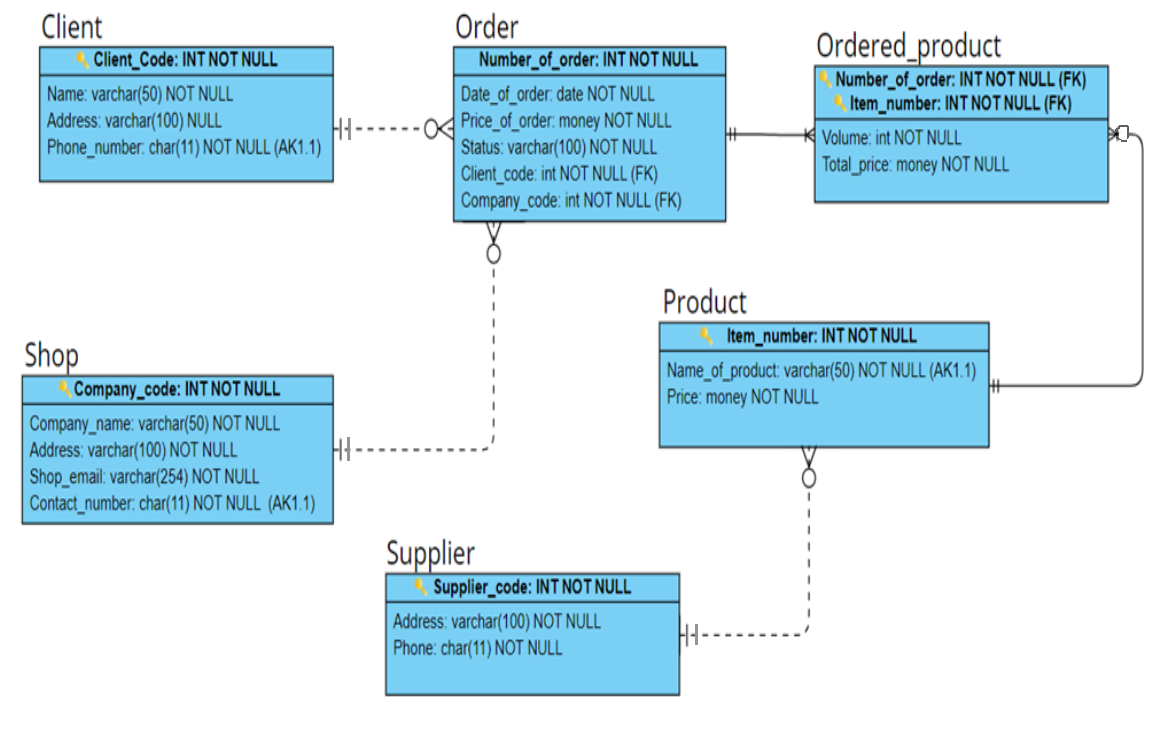 Client
Client_Code: INT NOT NULL
Name: varchar(50) NOT NULL
Address: varchar(100) NULL
Phone_number: char(11) NOT NULL (AK1.1)
Order
Number_of_order: INT NOT NULL
Date_of_order: date NOT NULL
Price_of_order: money NOT NULL
Status: varchar(100) NOT NULL
Client_code: int NOT NULL (FK)
Company_code: int NOT NULL (FK)
Ordered_product
Number_of_order: INT NOT NULL (FK)
Item_number: INT NOT NULL (FK)
Volume: int NOT NULL
Total_price: money NOT NULL
Product
Item_number: INT NOT NULL
Name_of_product: varchar(50) NOT NULL (AK1.1)
Price: money NOT NULL
Shop
Company_code: INT NOT NULL
Company_name: varchar(50) NOT NULL
Address: varchar(100) NOT NULL
Shop_email: varchar(254) NOT NULL
Contact_number: char(11) NOT NULL (AK1.1)
Supplier
Supplier_code: INT NOT NULL
Address: varchar(100) NOT NULL
Phone: char(11) NOT NULL